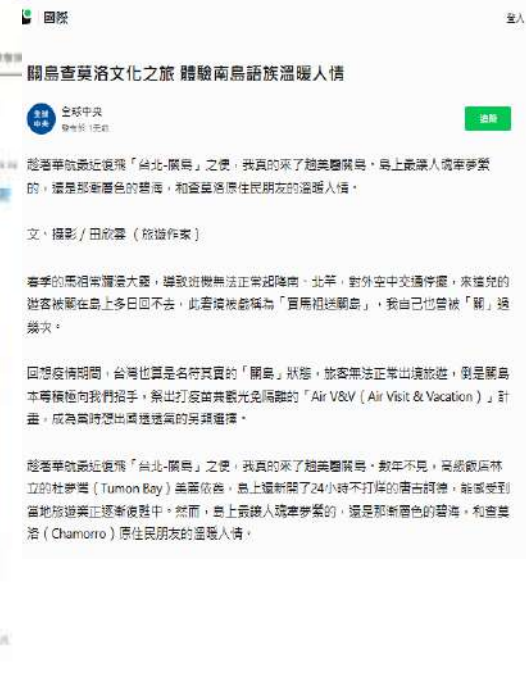 國際
登入
關島查莫洛文化之旅 體驗南島語族溫暖人情
全球中央
發布於 1天前
追蹤
趁著華航最近復飛「台北-關島」之便，我真的來了趟美麗關島。島上最讓人魂牽夢縈
的，還是那漸層色的碧海，和查莫洛原住民朋友的溫暖人情。
文、攝影 / 田欣雲 ( 旅遊作家 )
春季的馬祖常瀰漫大霧，導致班機無法正常起降南、北竿，對外空中交通停擺，來這兒的
遊客被關在島上多日回不去，此窘境被戲稱為「買馬祖送關島」，我自己也曾被「關」過
幾次。
回想疫情期間，台灣也算是名符其實的「關島」狀態，旅客無法正常出境旅遊，倒是關島
本尊積極向我們招手，祭出打疫苗兼觀光免隔離的「Air V&V ( Air Visit & Vacation ) 」計
畫，成為當時想出國透透氣的另類選擇。
趁著華航最近復飛「台北-關島」之便，我真的來了趟美麗關島。數年不見，高級飯店林
立的杜夢灣 ( Tumon Bay ) 美麗依舊，島上還新開了24小時不打烊的唐吉訶德，能感受到
當地旅遊業正逐漸復甦中。然而，島上最讓人魂牽夢縈的，還是那漸層色的碧海，和查莫
洛 ( Chamorro ) 原住民朋友的溫暖人情。